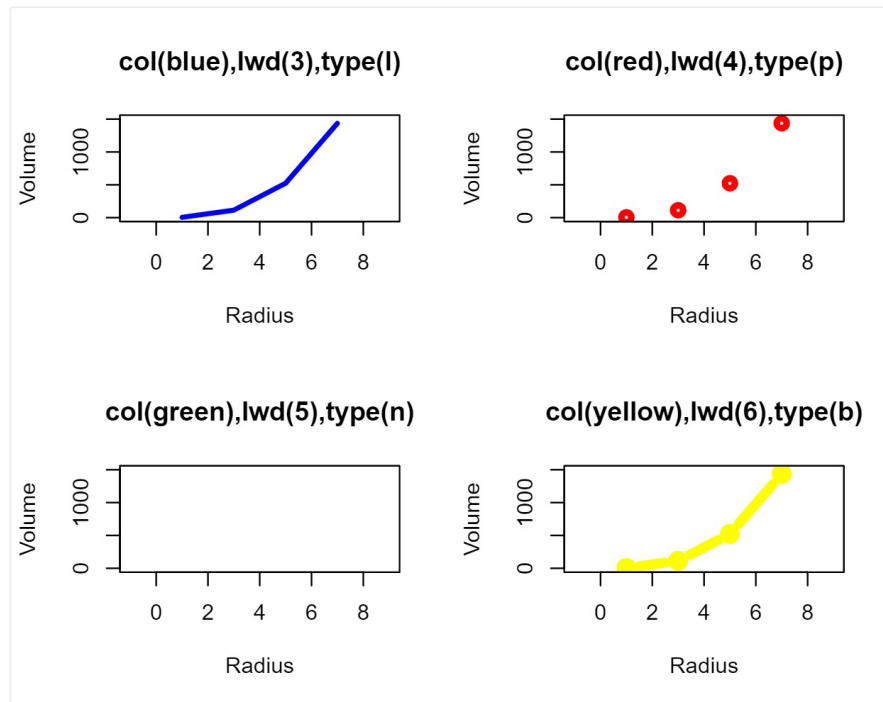 col(blue),lwd(3),type(l)
Volume
1000
0
0 2 4 6 8
Radius
col(red),lwd(4),type(p)
Volume
1000
0
0 2 4 6 8
Radius
col(green),lwd(5),type(n)
Volume
1000
0
0 2 4 6 8
Radius
col(yellow),lwd(6),type(b)
Volume
1000
0
0 2 4 6 8
Radius